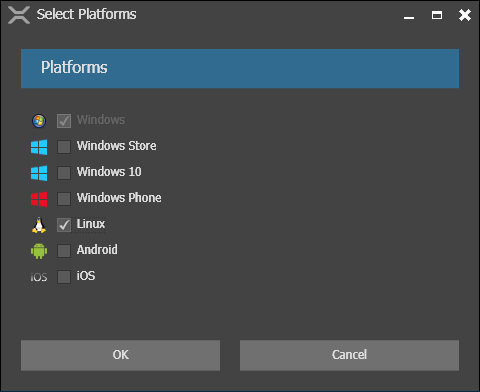 Select Platforms
Platforms
Windows
Windows Store
Windows 10
Windows Phone
Linux
Android
iOS iOS
OK Cancel